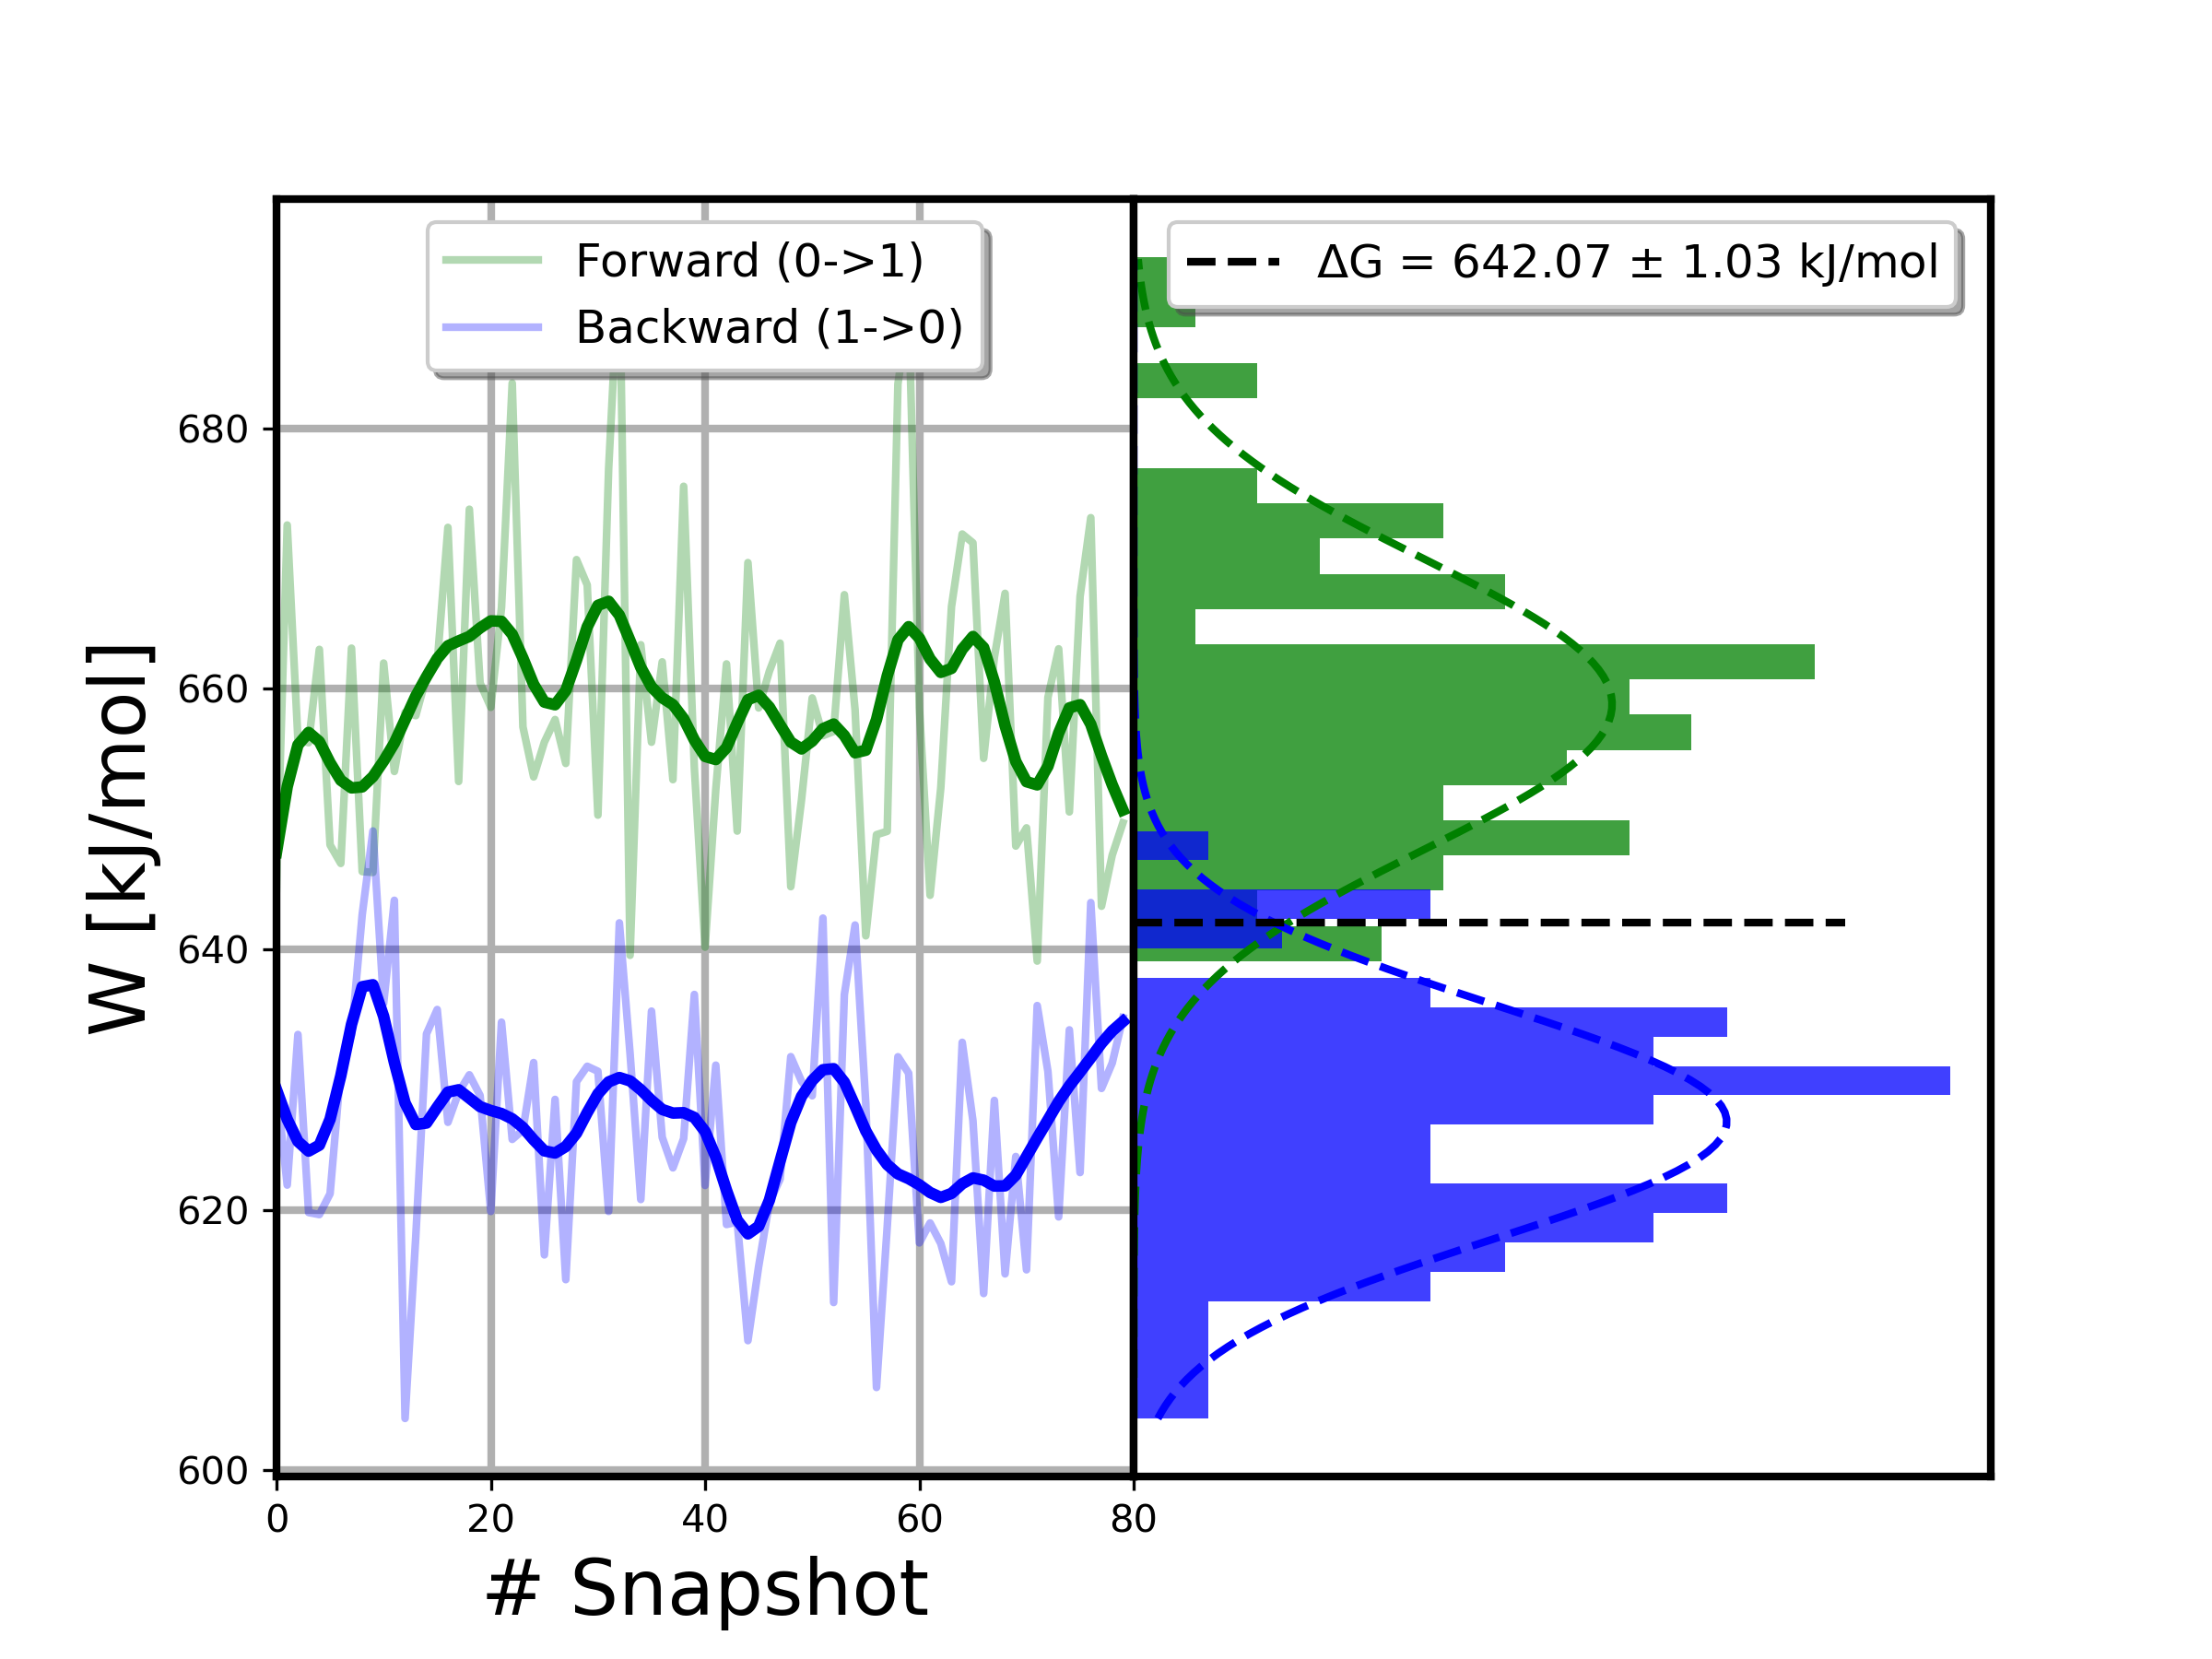 Forward (0->1)
Backward (1->0)
ΔG = 642.07 ± 1.03 kJ/mol
W [kJ/mol]
680
660
640
620
600
0 20 40 60 80
# Snapshot